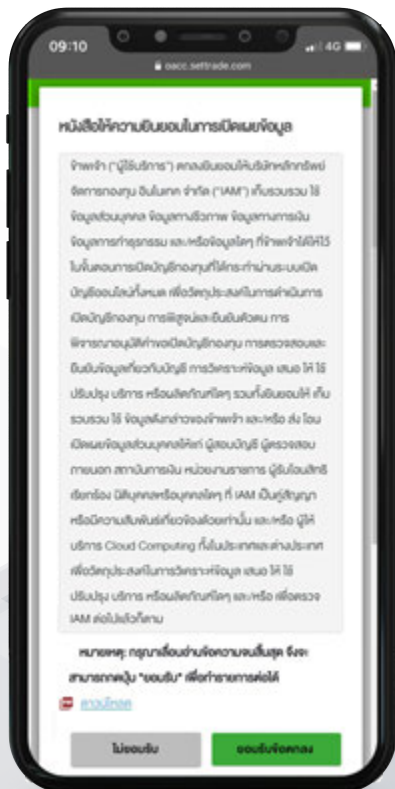 09:10
4G
oacc.settrade.com
หนังสือให้ความยินยอมในการเปิดเผยข้อมูล
ข้าพเจ้า ("ผู้ใช้บริการ") ตกลงยินยอมให้บริษัทหลักทรัพย์
จัดการกองทุน อินโนเทค จำกัด ("IAM") เก็บรวบรวม ใช้
ข้อมูลส่วนบุคคล ข้อมูลทางชีวภาพ ข้อมูลทางการเงิน
ข้อมูลการทำธุรกรรม และ/หรือข้อมูลใดๆ ที่ข้าพเจ้าได้ให้ไว้
ในขั้นตอนการเปิดบัญชีกองทุนที่ได้กระทำผ่านระบบเปิด
บัญชีออนไลน์ทั้งหมด เพื่อวัตถุประสงค์ในการดำเนินการ
เปิดบัญชีกองทุน การพิสูจน์และยืนยันตัวตน การ
พิจารณาอนุมัติคำขอเปิดบัญชีกองทุน การตรวจสอบและ
ยืนยันข้อมูลเกี่ยวกับบัญชี การวิเคราะห์ข้อมูล เสนอ ให้ ใช้
ปรับปรุง บริการ หรือผลิตภัณฑ์ใดๆ รวมทั้งยินยอมให้ เก็บ
รวบรวม ใช้ ข้อมูลดังกล่าวของข้าพเจ้า และ/หรือ ส่ง โอน
เปิดเผยข้อมูลส่วนบุคคลให้แก่ ผู้สอบบัญชี ผู้ตรวจสอบ
ภายนอก สถาบันการเงิน หน่วยงานราชการ ผู้รับโอนสิทธิ
เรียกร้อง นิติบุคคลหรือบุคคลใดๆ ที่ IAM เป็นคู่สัญญา
หรือมีความสัมพันธ์เกี่ยวข้องด้วยเท่านั้น และ/หรือ ผู้ให้
บริการ Cloud Computing ทั้งในประเทศและต่างประเทศ
เพื่อวัตถุประสงค์ในการวิเคราะห์ข้อมูล เสนอ ให้ ใช้
ปรับปรุง บริการ หรือผลิตภัณฑ์ใดๆ และ/หรือ เพื่อตรวจ
IAM ต่อไปแล้วก็ตาม
หมายเหตุ: กรุณาเลื่อนอ่านข้อความจนสิ้นสุด จึงจะ
สามารถกดปุ่ม "ยอมรับ" เพื่อทำรายการต่อได้
ดาวน์โหลด
ไม่ยอมรับ
ยอมรับข้อตกลง